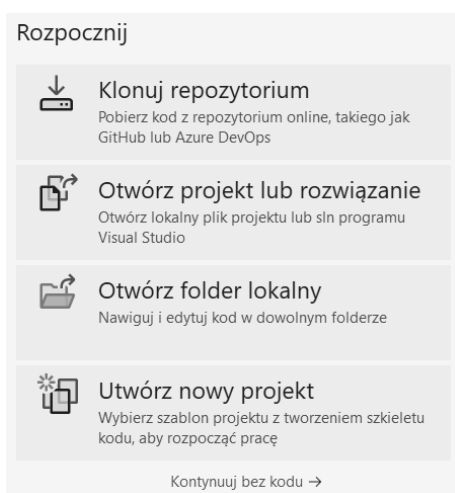 Rozpocznij
Klonuj repozytorium
Pobierz kod z repozytorium online, takiego jak
GitHub lub Azure DevOps
Otwórz projekt lub rozwiązanie
Otwórz lokalny plik projektu lub sln programu
Visual Studio
Otwórz folder lokalny
Nawiguj i edytuj kod w dowolnym folderze
Utwórz nowy projekt
Wybierz szablon projektu z tworzeniem szkieletu
kodu, aby rozpocząć pracę
Kontynuuj bez kodu →